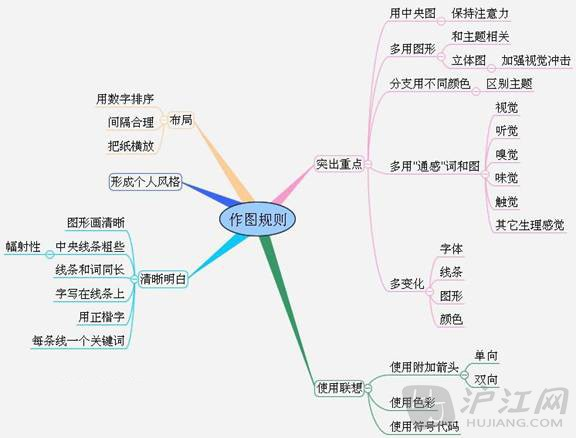 作图规则
突出重点
用中央图
保持注意力
多用图形
和主题相关
立体图
加强视觉冲击
分支用不同颜色
区别主题
多用"通感"词和图
视觉
听觉
嗅觉
味觉
触觉
其它生理感觉
多变化
字体
线条
图形
颜色
使用联想
使用附加箭头
单向
双向
使用色彩
使用符号代码
布局
用数字排序
间隔合理
把纸横放
形成个人风格
清晰明白
图形画清晰
中央线条粗些
幅射性
线条和词同长
字写在线条上
用正楷字
每条线一个关键词
沪江网
HUJIANG.COM